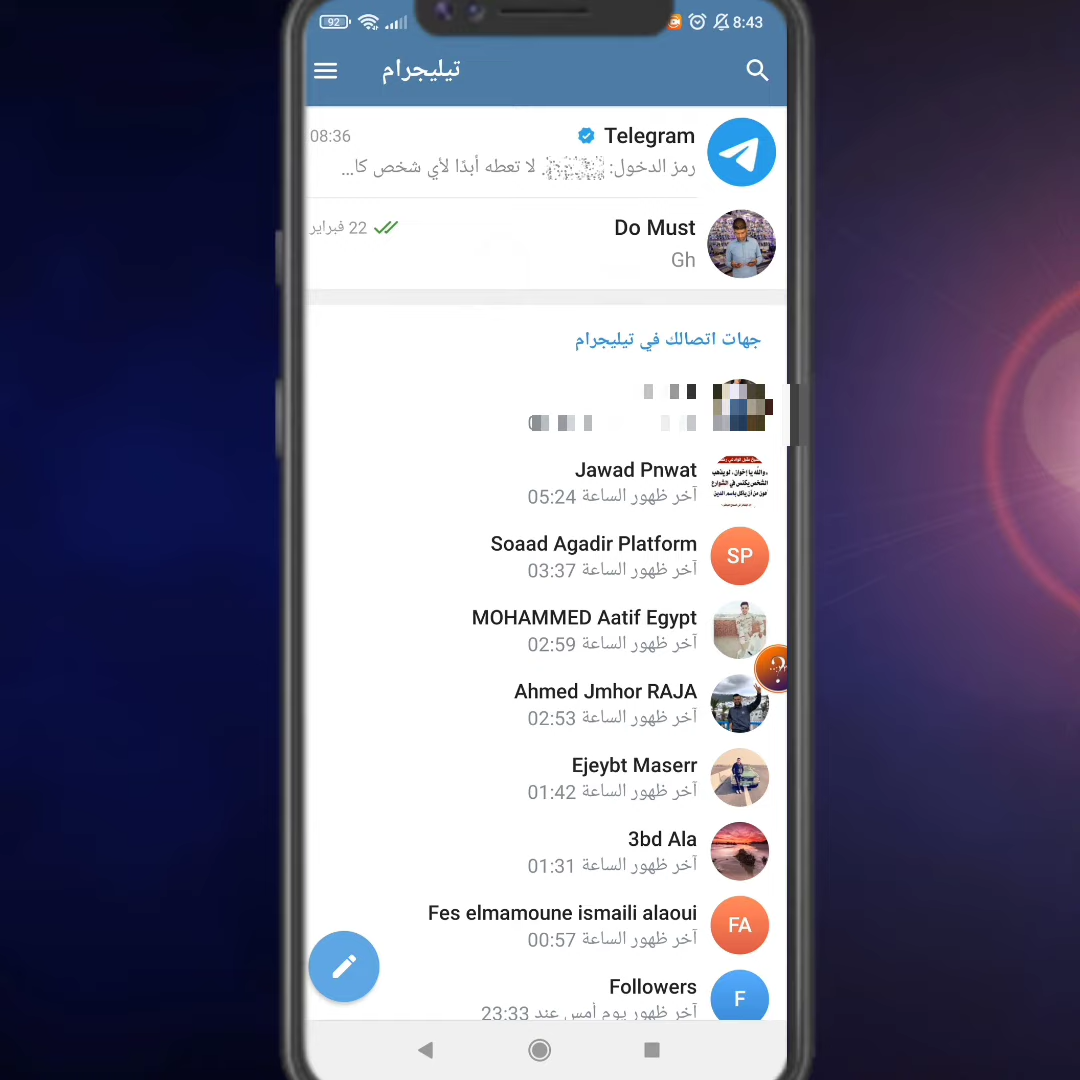 92
8:43
تيليجرام
Telegram
08:36
رمز الدخول: . لا تعطه أبدًا لأي شخص كا...
Do Must
22 فبراير
Gh
جهات اتصالك في تيليجرام
Jawad Pnwat
آخر ظهور الساعة 05:24
Soaad Agadir Platform
SP
آخر ظهور الساعة 03:37
MOHAMMED Aatif Egypt
آخر ظهور الساعة 02:59
?
Ahmed Jmhor RAJA
آخر ظهور الساعة 02:53
Ejeybt Maserr
آخر ظهور الساعة 01:42
3bd Ala
آخر ظهور الساعة 01:31
Fes elmamoune ismaili alaoui
FA
آخر ظهور الساعة 00:57
Followers
F
آخر ظهور يوم أمس عند 23:33